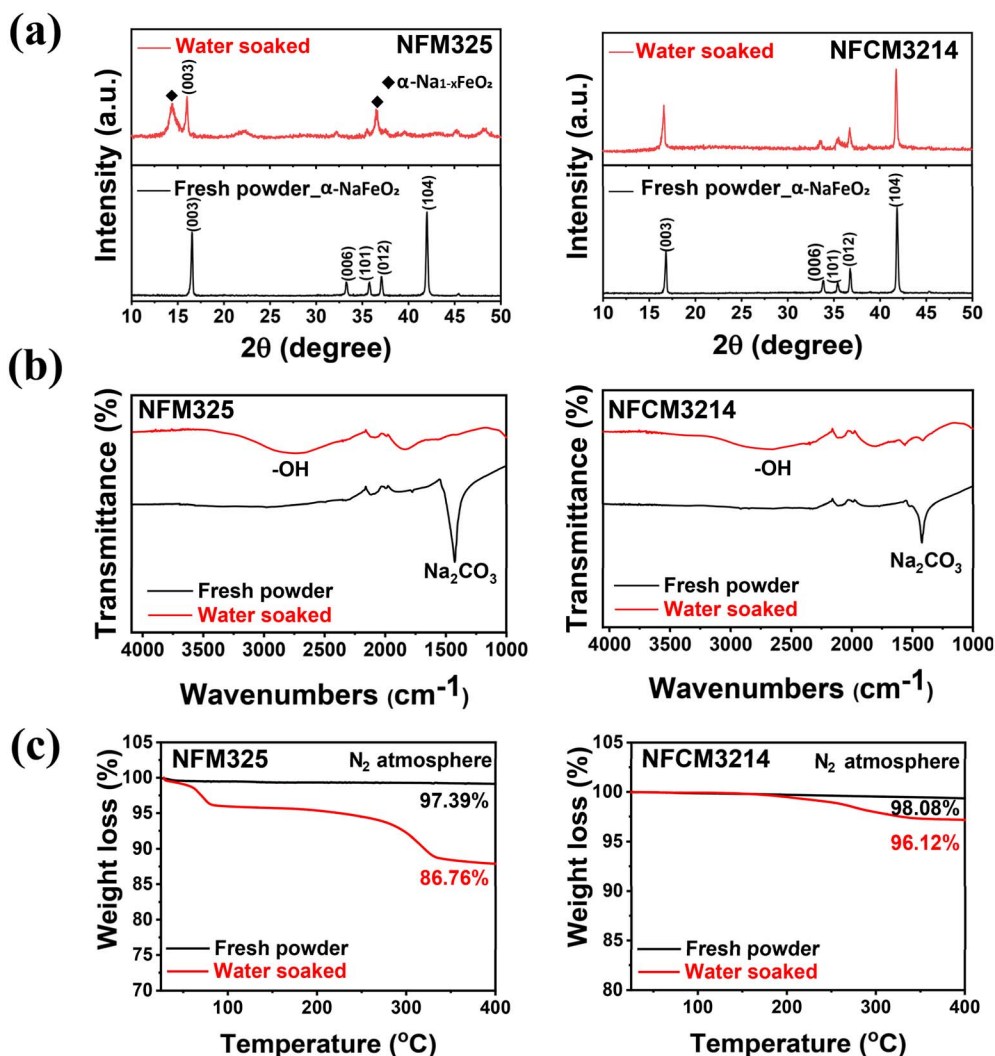 (a)
Water soaked NFM325
(003)
◆ ◆ α-Na₁₋ₓFeO₂
Fresh powder_α-NaFeO₂
(003) (006) (101) (012) (104)
Intensity (a.u.)
10 15 20 25 30 35 40 45 50
2θ (degree)
Water soaked NFCM3214
Fresh powder_α-NaFeO₂
(003) (006) (101) (012) (104)
Intensity (a.u.)
10 15 20 25 30 35 40 45 50
2θ (degree)
(b)
NFM325
-OH
Na₂CO₃
Fresh powder
Water soaked
Transmittance (%)
4000 3500 3000 2500 2000 1500 1000
Wavenumbers (cm⁻¹)
NFCM3214
-OH
Na₂CO₃
Fresh powder
Water soaked
Transmittance (%)
4000 3500 3000 2500 2000 1500 1000
Wavenumbers (cm⁻¹)
(c)
NFM325 N₂ atmosphere
97.39%
86.76%
Fresh powder
Water soaked
Weight loss (%)
105
100
95
90
85
80
75
70
100 200 300 400
Temperature (°C)
NFCM3214 N₂ atmosphere
98.08%
96.12%
Fresh powder
Water soaked
Weight loss (%)
105
100
95
90
85
80
100 200 300 400
Temperature (°C)